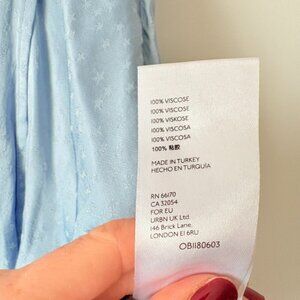 100% VISCOSE
100% VISCOSE
100% VISKOSE
100% VISCOSA
100% VISCOSA
100% 粘胶
MADE IN TURKEY
HECHO EN TURQUÍA
RN 66170
CA 32054
FOR EU
URBN UK Ltd.
146 Brick Lane,
LONDON E1 6RU
OB1180603